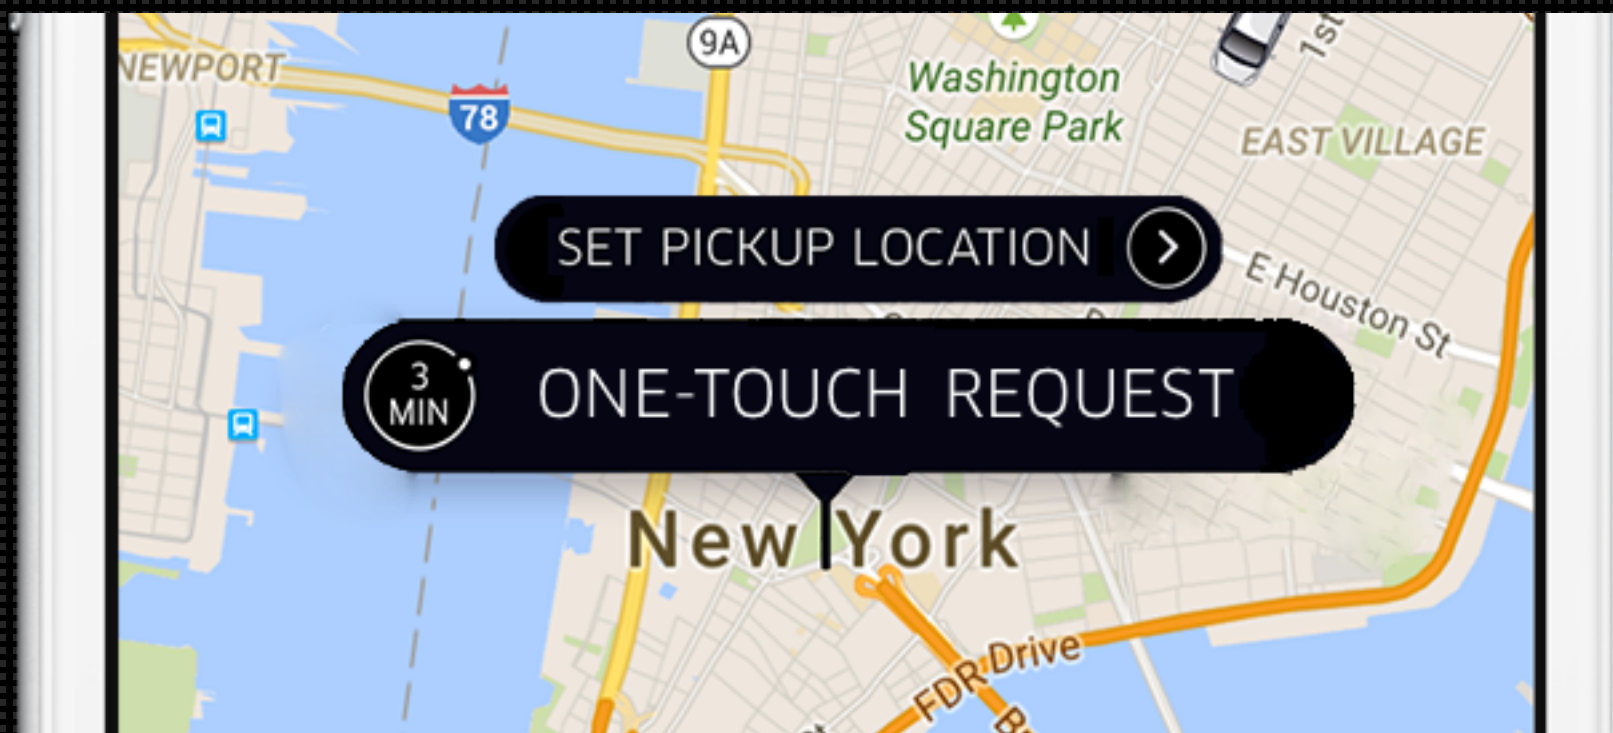 9A
NEWPORT
78
Washington
Square Park
1st
EAST VILLAGE
SET PICKUP LOCATION
E Houston St
3
MIN
ONE-TOUCH REQUEST
New York
FDR Drive